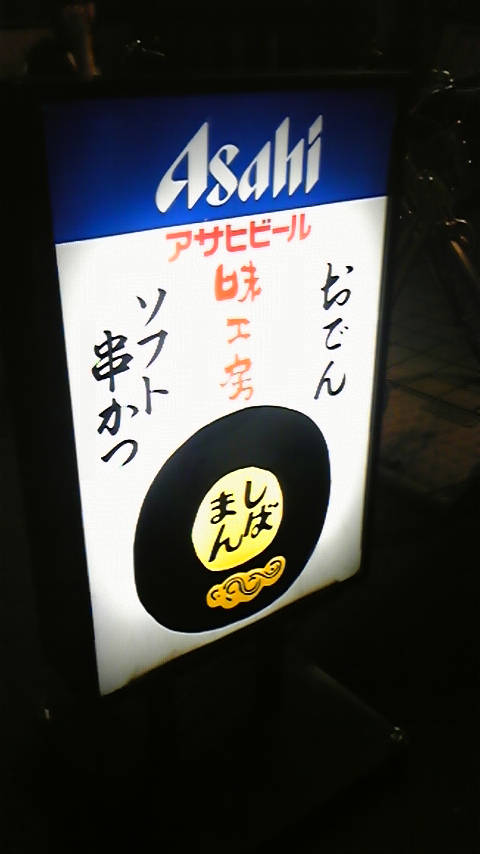 Asahi
アサヒビール
味工房
おでん
ソフト
串かつ
しば
まん